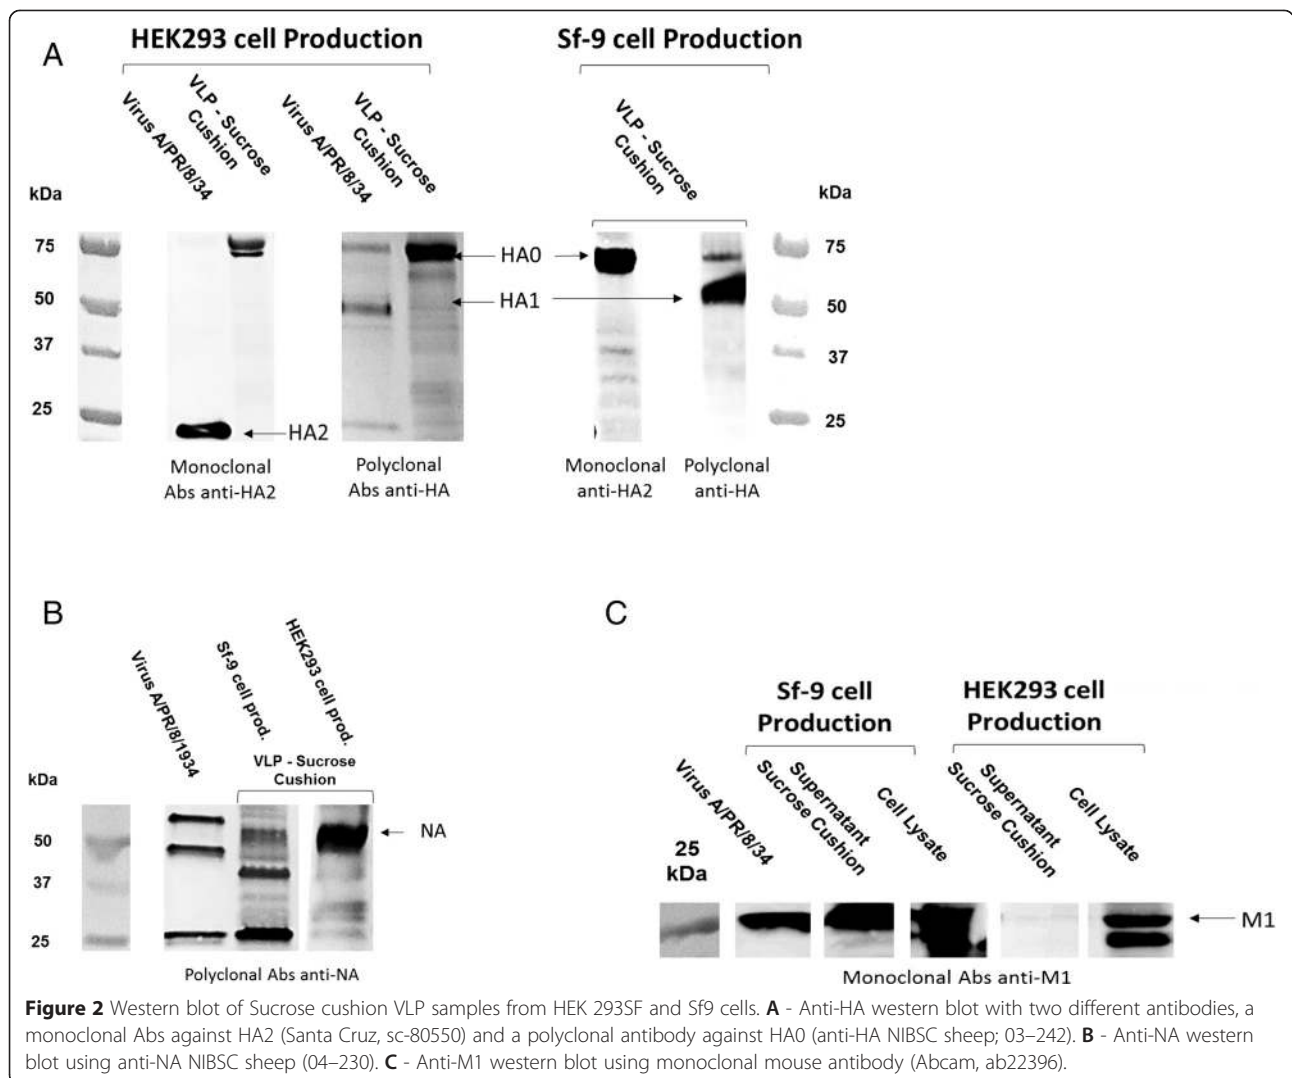 A
HEK293 cell Production
Sf-9 cell Production
Virus A/PR/8/34
VLP - Sucrose
Cushion
Virus A/PR/8/34
VLP - Sucrose
Cushion
VLP - Sucrose
Cushion
kDa
kDa
75
HA0
75
50
HA1
50
37
37
25
HA2
25
Monoclonal
Abs anti-HA2
Polyclonal
Abs anti-HA
Monoclonal
anti-HA2
Polyclonal
anti-HA
B
Virus A/PR/8/1934
Sf-9 cell prod.
HEK293 cell prod.
VLP - Sucrose
Cushion
kDa
50
NA
37
25
Polyclonal Abs anti-NA
C
Sf-9 cell
Production
HEK293 cell
Production
Virus A/PR/8/34
Supernatant
Sucrose Cushion
Cell Lysate
Supernatant
Sucrose Cushion
Cell Lysate
25
kDa
M1
Monoclonal Abs anti-M1
Figure 2 Western blot of Sucrose cushion VLP samples from HEK 293SF and Sf9 cells. A - Anti-HA western blot with two different antibodies, a
monoclonal Abs against HA2 (Santa Cruz, sc-80550) and a polyclonal antibody against HA0 (anti-HA NIBSC sheep; 03–242). B - Anti-NA western
blot using anti-NA NIBSC sheep (04–230). C - Anti-M1 western blot using monoclonal mouse antibody (Abcam, ab22396).